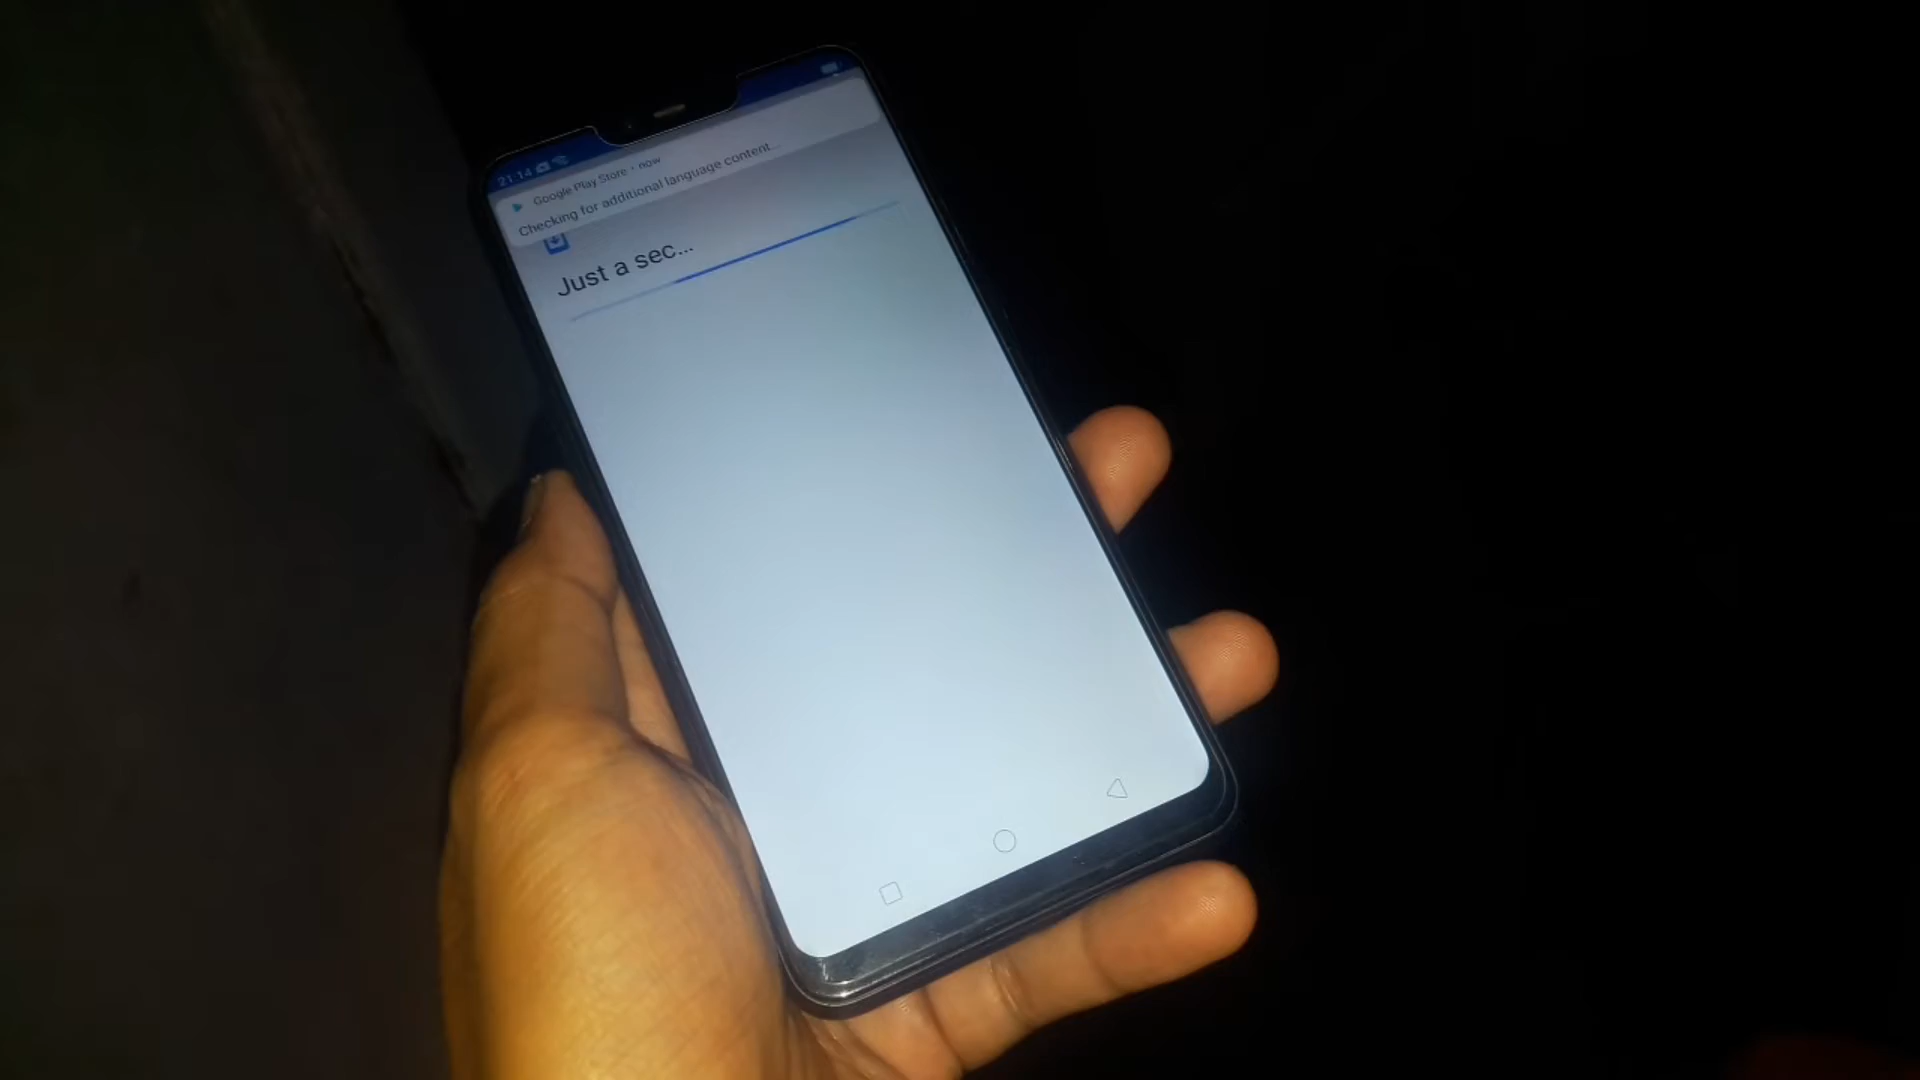 21:14
Google Play Store • now
Checking for additional language content...
Just a sec...